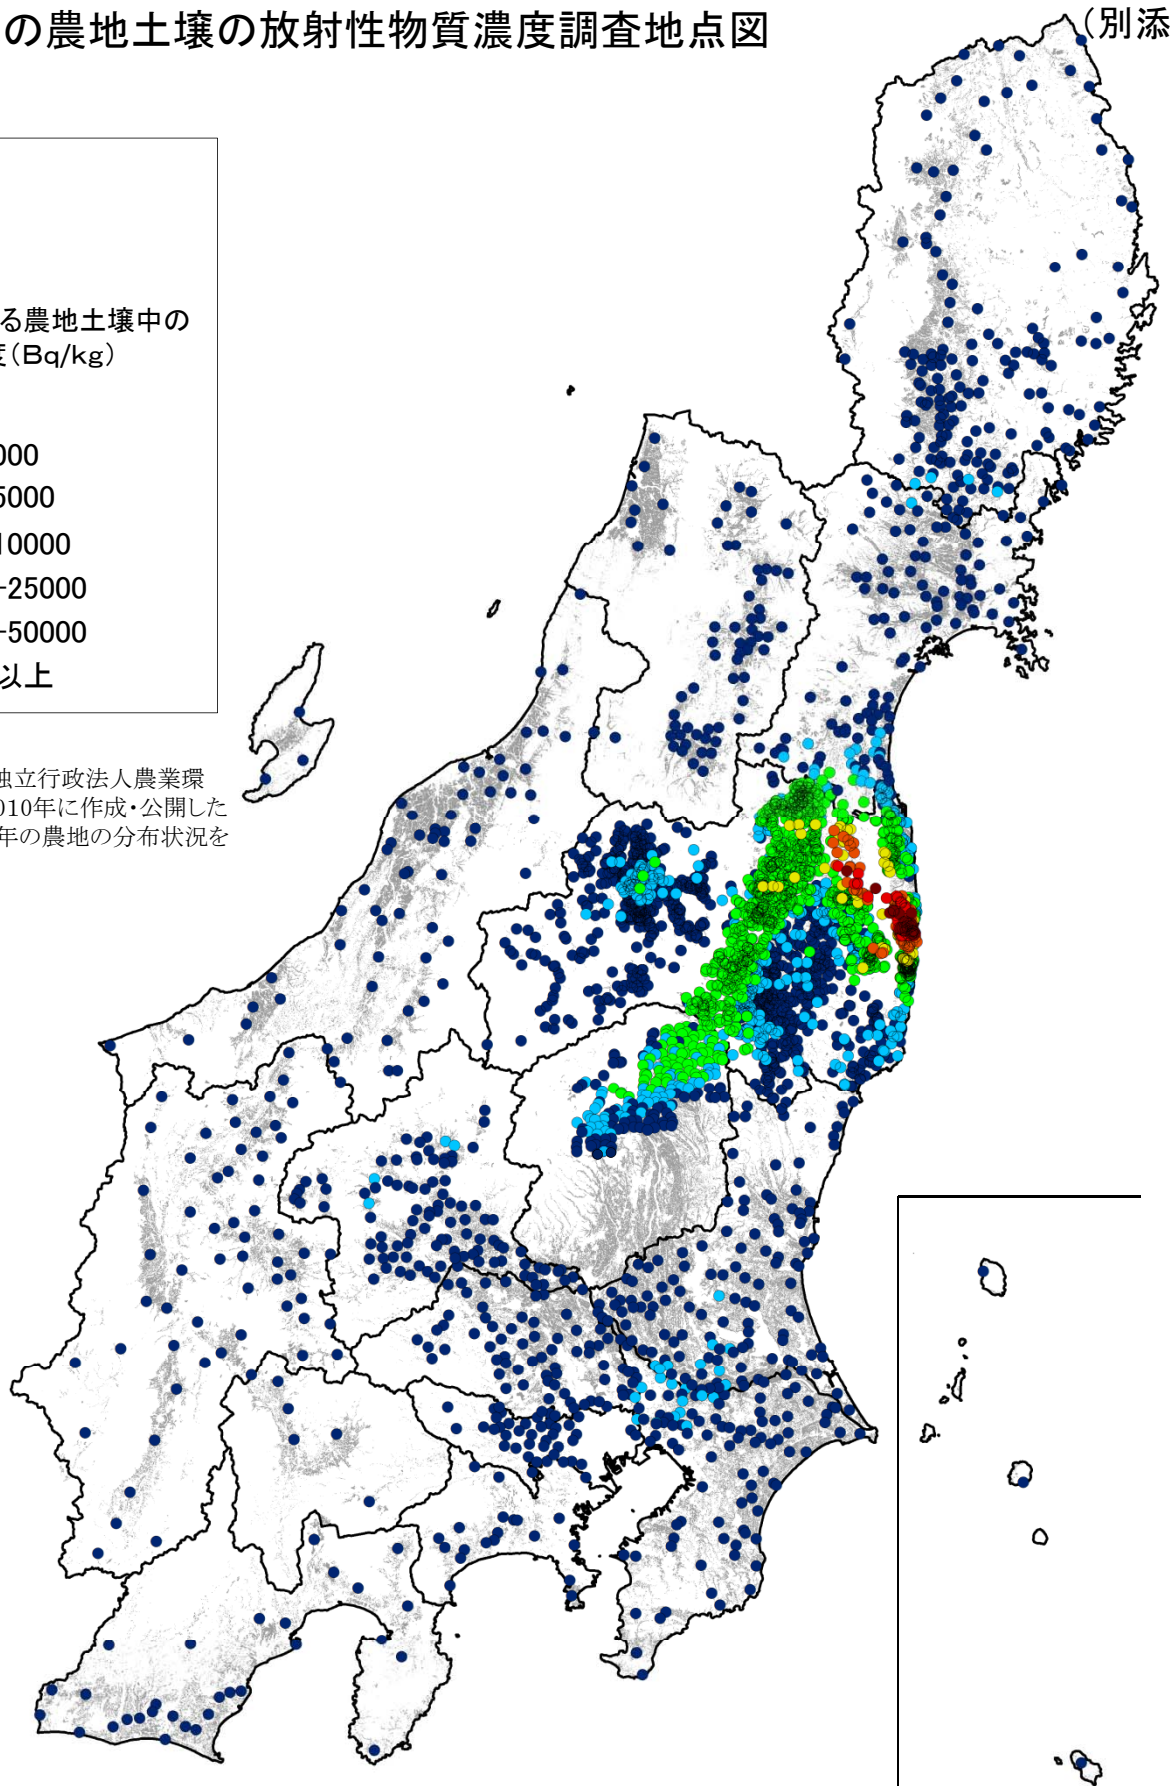 の農地土壌の放射性物質濃度調査地点図
(別添
る農地土壌中の
度(Bq/kg)
000
5000
10000
-25000
-50000
以上
独立行政法人農業環
010年に作成・公開した
年の農地の分布状況を